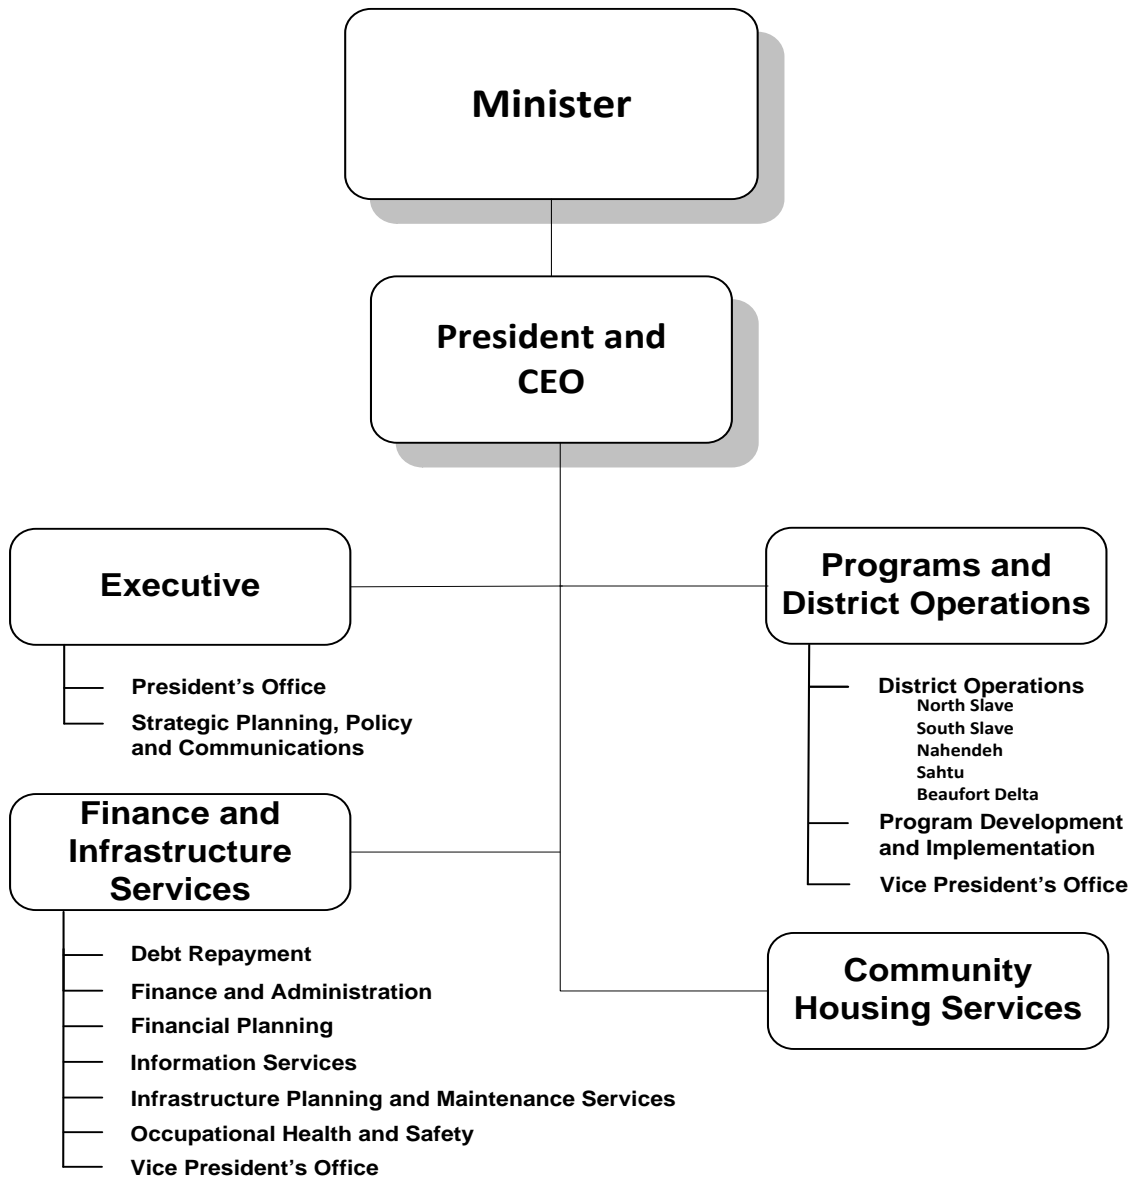 Minister
President and
CEO
Executive
President's Office
Strategic Planning, Policy
and Communications
Programs and
District Operations
District Operations
North Slave
South Slave
Nahendeh
Sahtu
Beaufort Delta
Program Development
and Implementation
Vice President's Office
Finance and
Infrastructure
Services
Debt Repayment
Finance and Administration
Financial Planning
Information Services
Infrastructure Planning and Maintenance Services
Occupational Health and Safety
Vice President's Office
Community
Housing Services